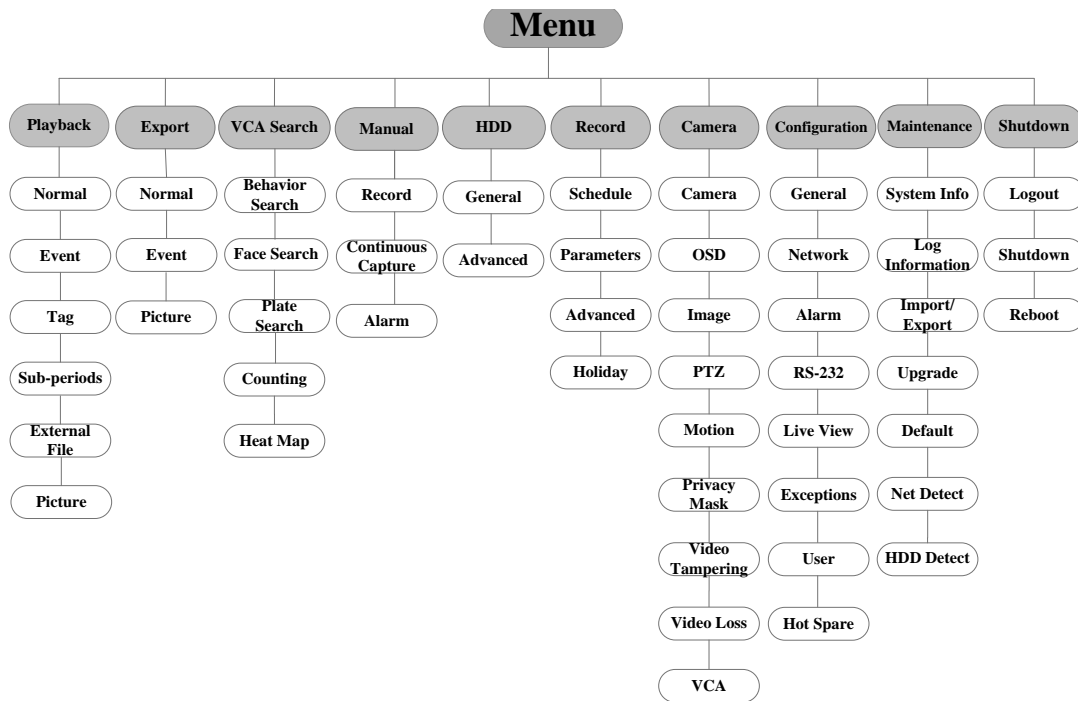 Menu
Playback
Export
VCA Search
Manual
HDD
Record
Camera
Configuration
Maintenance
Shutdown
Normal
Event
Tag
Sub-periods
External
File
Picture
Normal
Event
Picture
Behavior
Search
Face Search
Plate
Search
Counting
Heat Map
Record
Continuous
Capture
Alarm
General
Advanced
Schedule
Parameters
Advanced
Holiday
Camera
OSD
Image
PTZ
Motion
Privacy
Mask
Video
Tampering
Video Loss
VCA
General
Network
Alarm
RS-232
Live View
Exceptions
User
Hot Spare
System Info
Log
Information
Import/
Export
Upgrade
Default
Net Detect
HDD Detect
Logout
Shutdown
Reboot